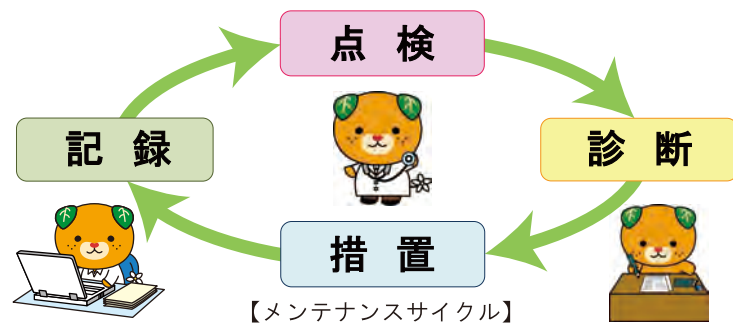 点検
記録
診断
措置
【メンテナンスサイクル】